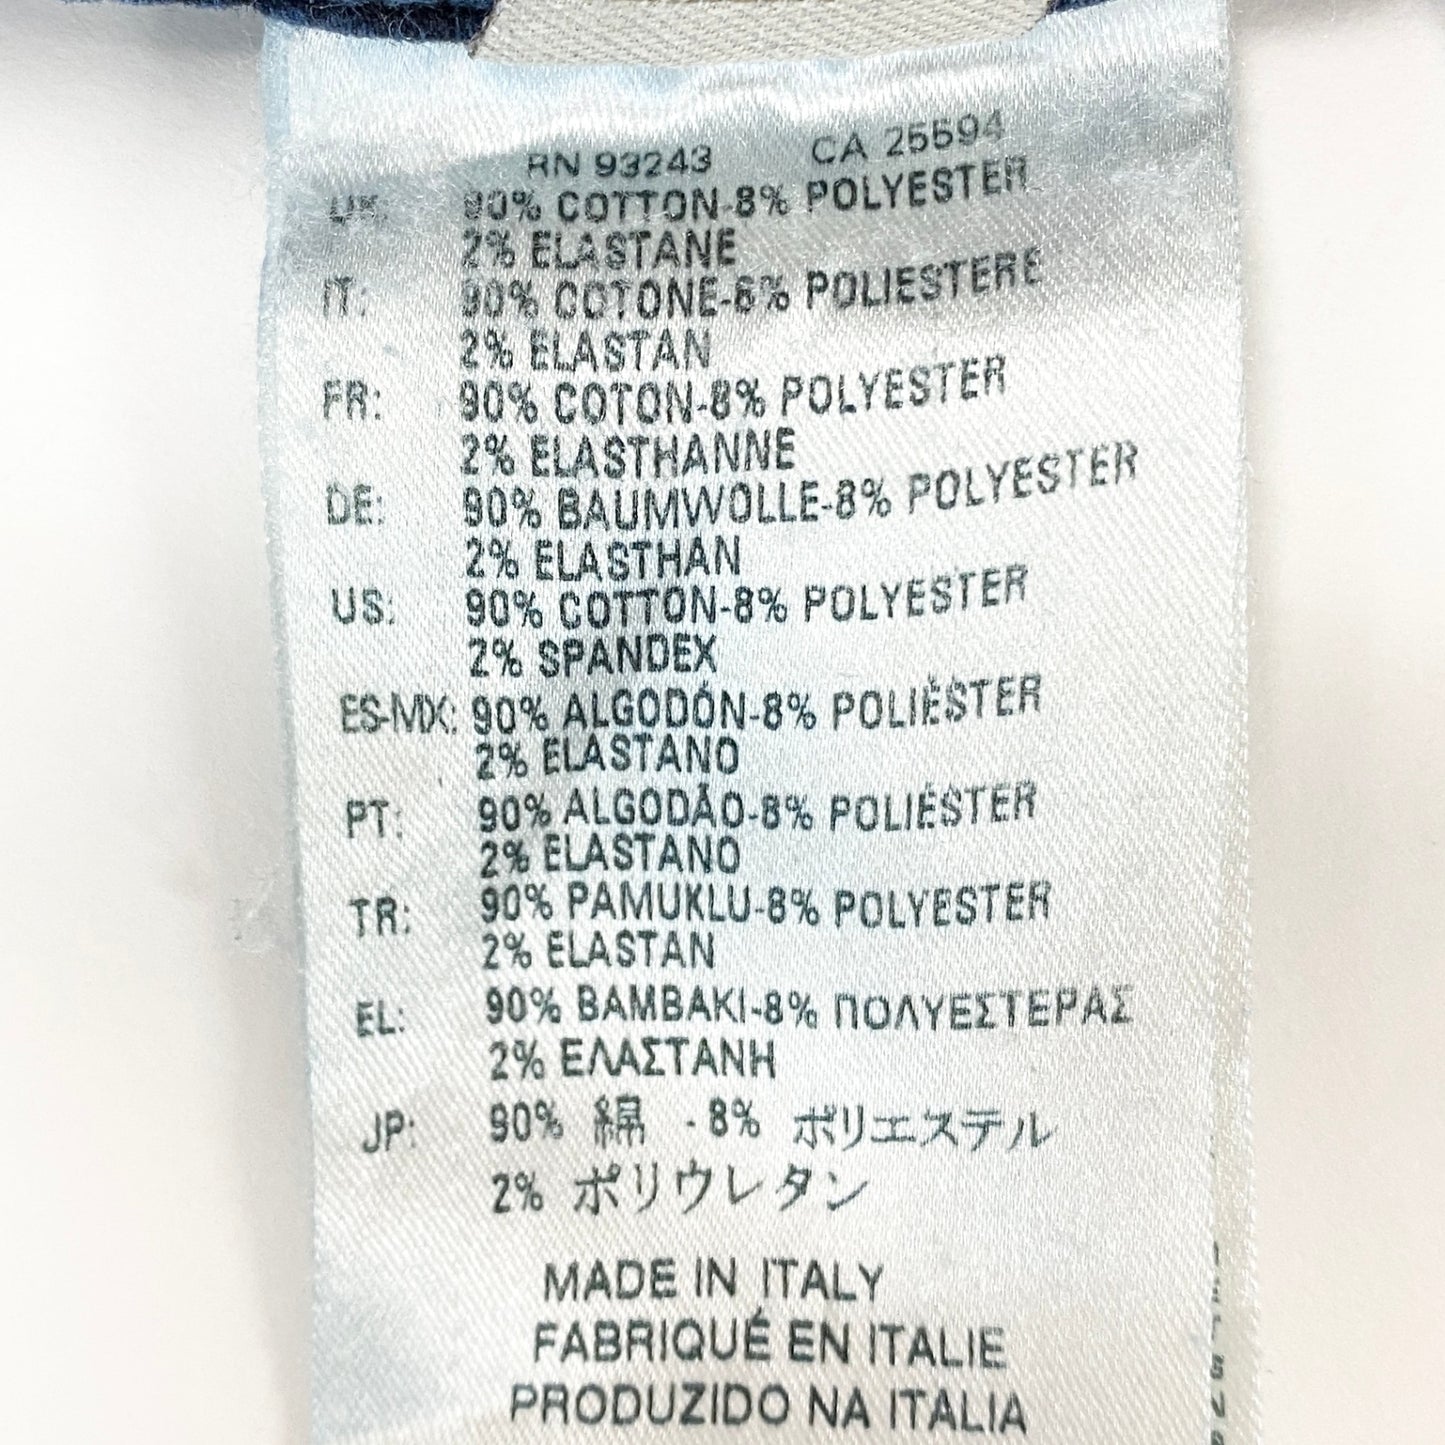 RN 93243 CA 25594
UK: 90% COTTON-8% POLYESTER
2% ELASTANE
IT: 90% COTONE-8% POLIESTERE
2% ELASTAN
FR: 90% COTON-8% POLYESTER
2% ELASTHANNE
DE: 90% BAUMWOLLE-8% POLYESTER
2% ELASTHAN
US: 90% COTTON-8% POLYESTER
2% SPANDEX
ES-MX: 90% ALGODÓN-8% POLIÉSTER
2% ELASTANO
PT: 90% ALGODÃO-8% POLIÉSTER
2% ELASTANO
TR: 90% PAMUKLU-8% POLYESTER
2% ELASTAN
EL: 90% ΒΑΜΒΑΚΙ-8% ΠΟΛΥΕΣΤΕΡΑΣ
2% ΕΛΑΣΤΑΝΗ
JP: 90% 綿 -8% ポリエステル
2% ポリウレタン
MADE IN ITALY
FABRIQUÉ EN ITALIE
PRODUZIDO NA ITALIA